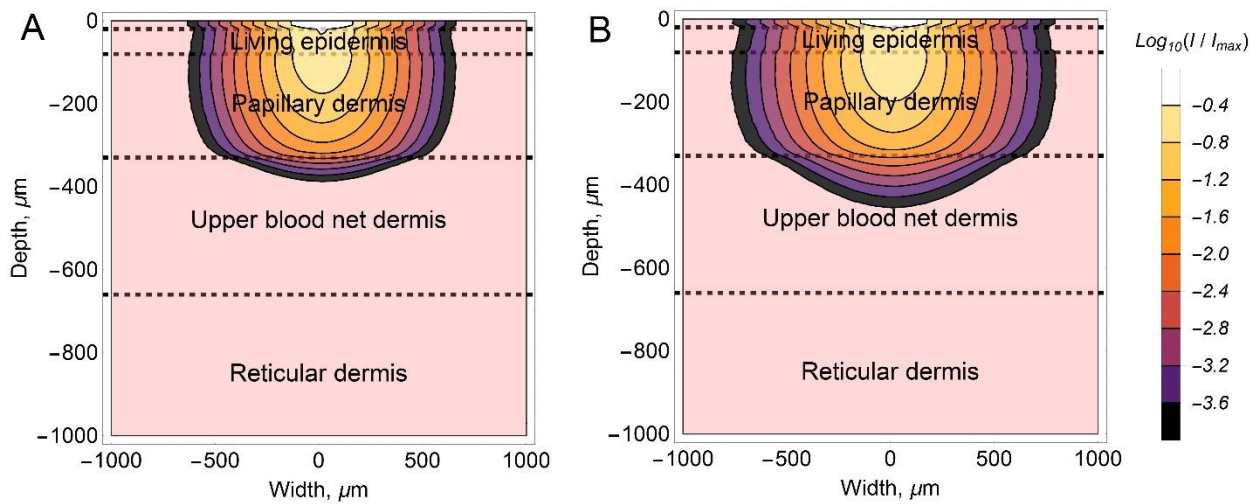 A
0
−200
−400
−600
−800
−1000
Depth, μm
Living epidermis
Papillary dermis
Upper blood net dermis
Reticular dermis
−1000
−500
0
500
1000
Width, μm
B
0
−200
−400
−600
−800
−1000
Depth, μm
Living epidermis
Papillary dermis
Upper blood net dermis
Reticular dermis
−1000
−500
0
500
1000
Width, μm
Log10(I / Imax)
−0.4
−0.8
−1.2
−1.6
−2.0
−2.4
−2.8
−3.2
−3.6